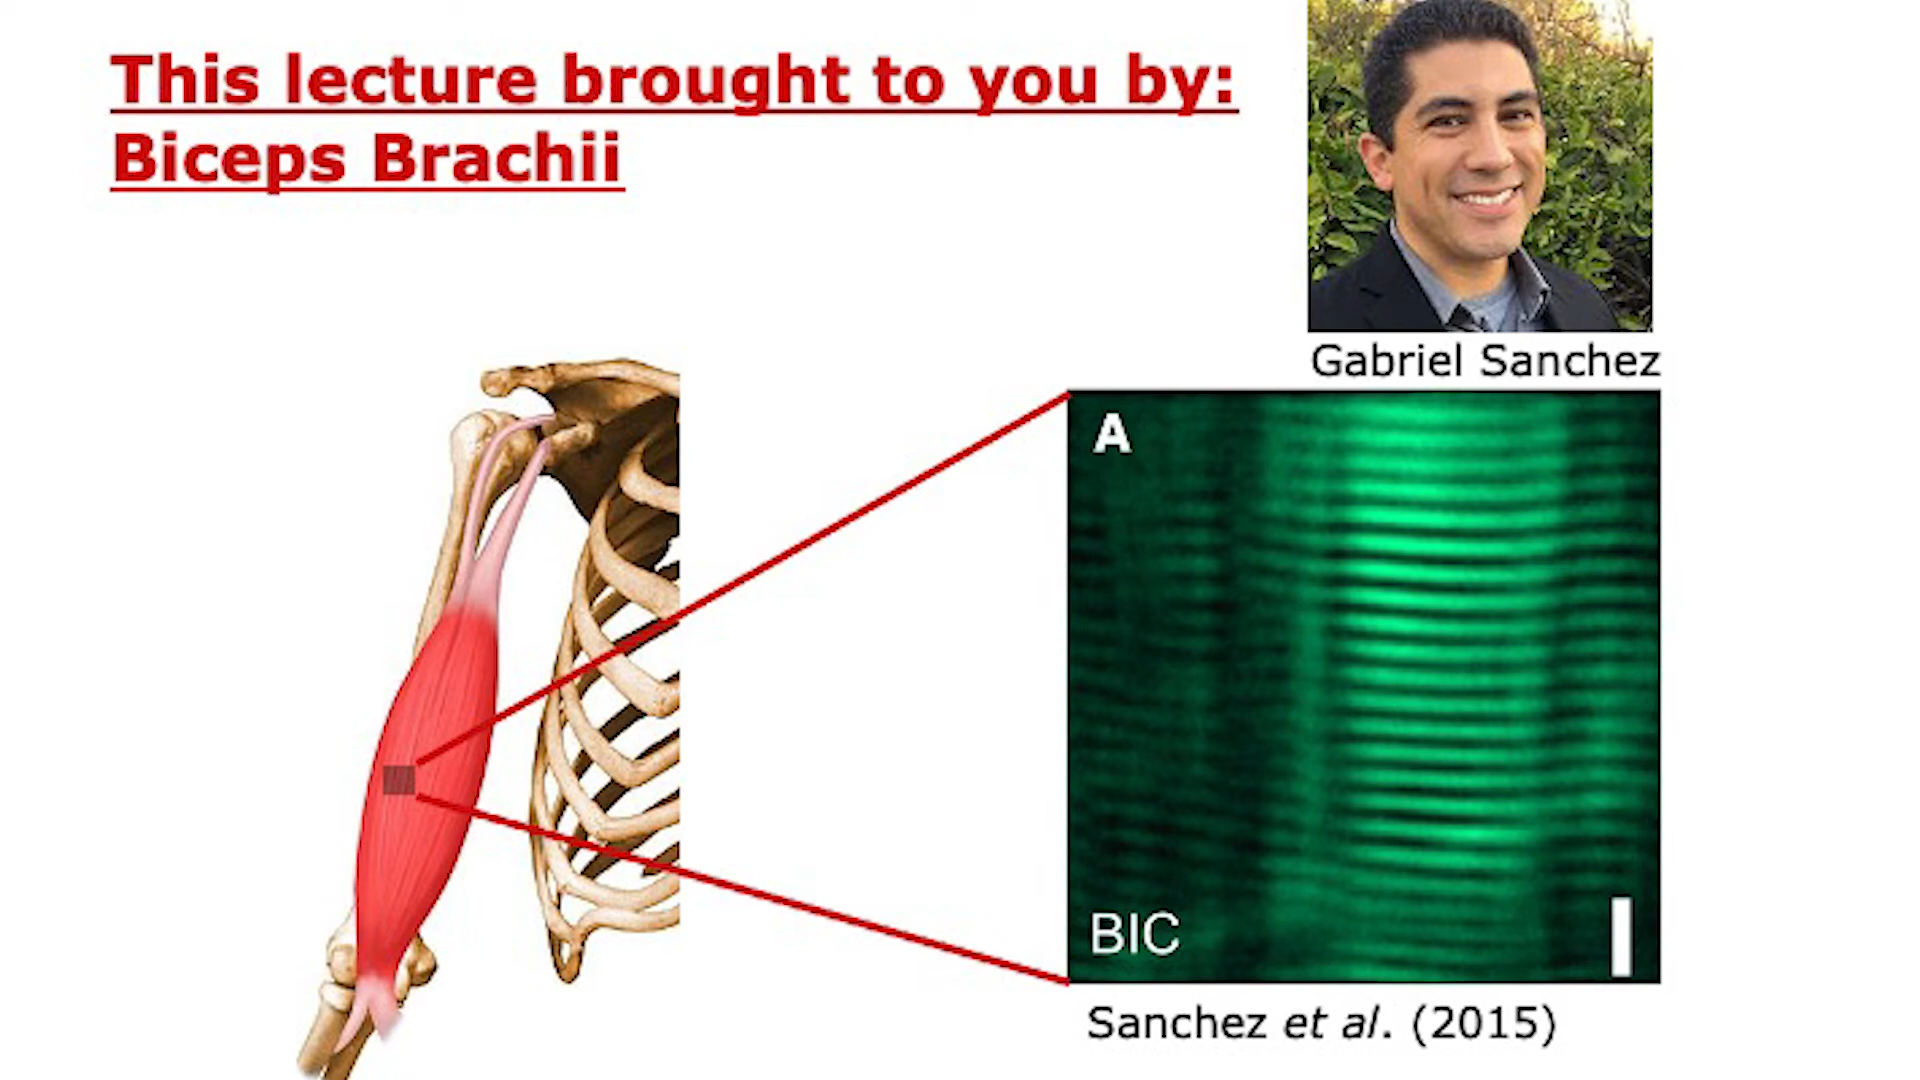 This lecture brought to you by:
Biceps Brachii
Gabriel Sanchez
A
BIC
Sanchez et al. (2015)